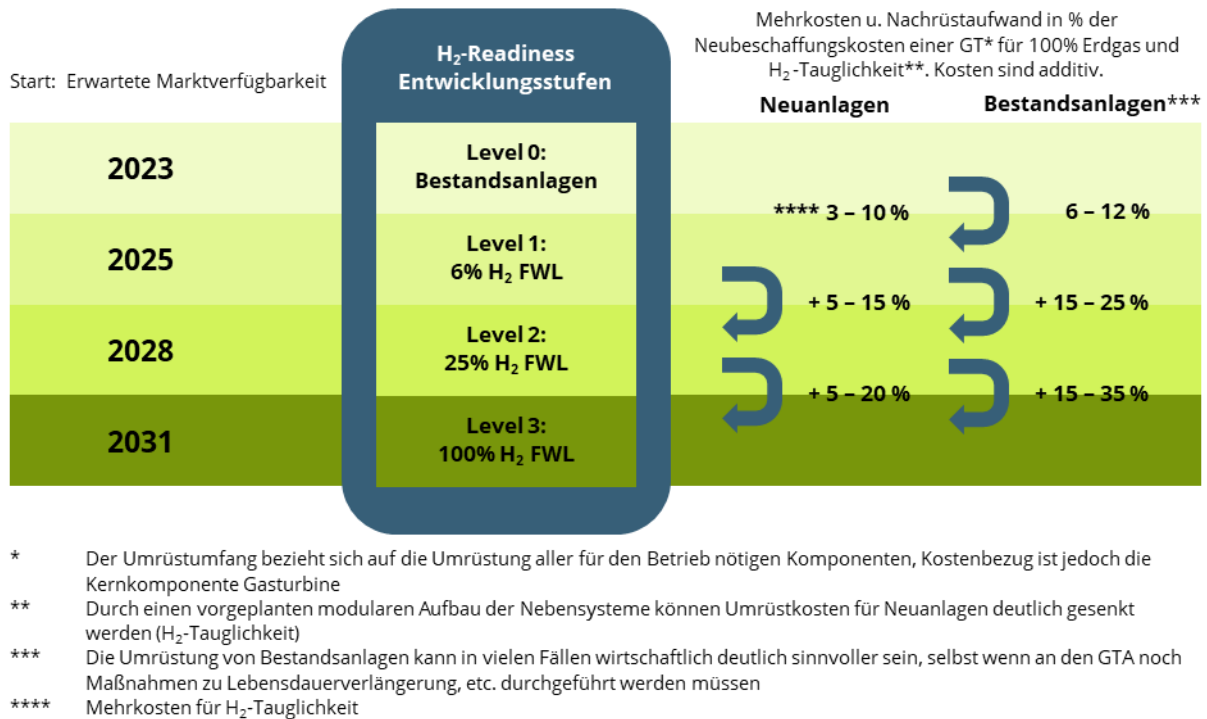 Mehrkosten u. Nachrüstaufwand in % der
Neubeschaffungskosten einer GT* für 100% Erdgas und
H₂ -Tauglichkeit**. Kosten sind additiv.
H₂-Readiness
Entwicklungsstufen
Start: Erwartete Marktverfügbarkeit
Neuanlagen
Bestandsanlagen***
2023
Level 0:
Bestandsanlagen
**** 3 – 10 %
6 – 12 %
2025
Level 1:
6% H₂ FWL
+ 5 – 15 %
+ 15 – 25 %
2028
Level 2:
25% H₂ FWL
+ 5 – 20 %
+ 15 – 35 %
2031
Level 3:
100% H₂ FWL
* Der Umrüstumfang bezieht sich auf die Umrüstung aller für den Betrieb nötigen Komponenten, Kostenbezug ist jedoch die
Kernkomponente Gasturbine
** Durch einen vorgeplanten modularen Aufbau der Nebensysteme können Umrüstkosten für Neuanlagen deutlich gesenkt
werden (H₂-Tauglichkeit)
*** Die Umrüstung von Bestandsanlagen kann in vielen Fällen wirtschaftlich deutlich sinnvoller sein, selbst wenn an den GTA noch
Maßnahmen zu Lebensdauerverlängerung, etc. durchgeführt werden müssen
**** Mehrkosten für H₂-Tauglichkeit